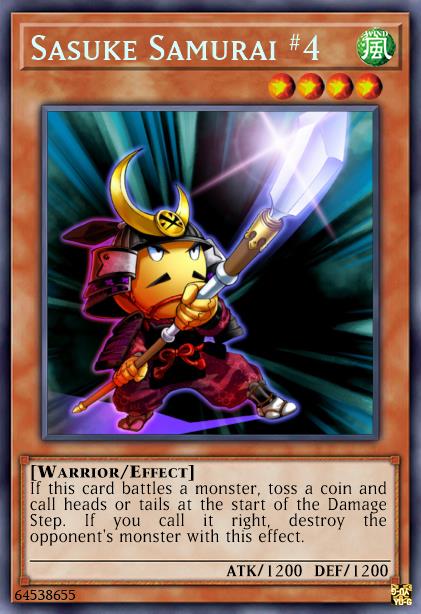 Sasuke Samurai #4
WIND
風
[Warrior/Effect]
If this card battles a monster, toss a coin and
call heads or tails at the start of the Damage
Step. If you call it right, destroy the
opponent's monster with this effect.
ATK/1200 DEF/1200
64538655